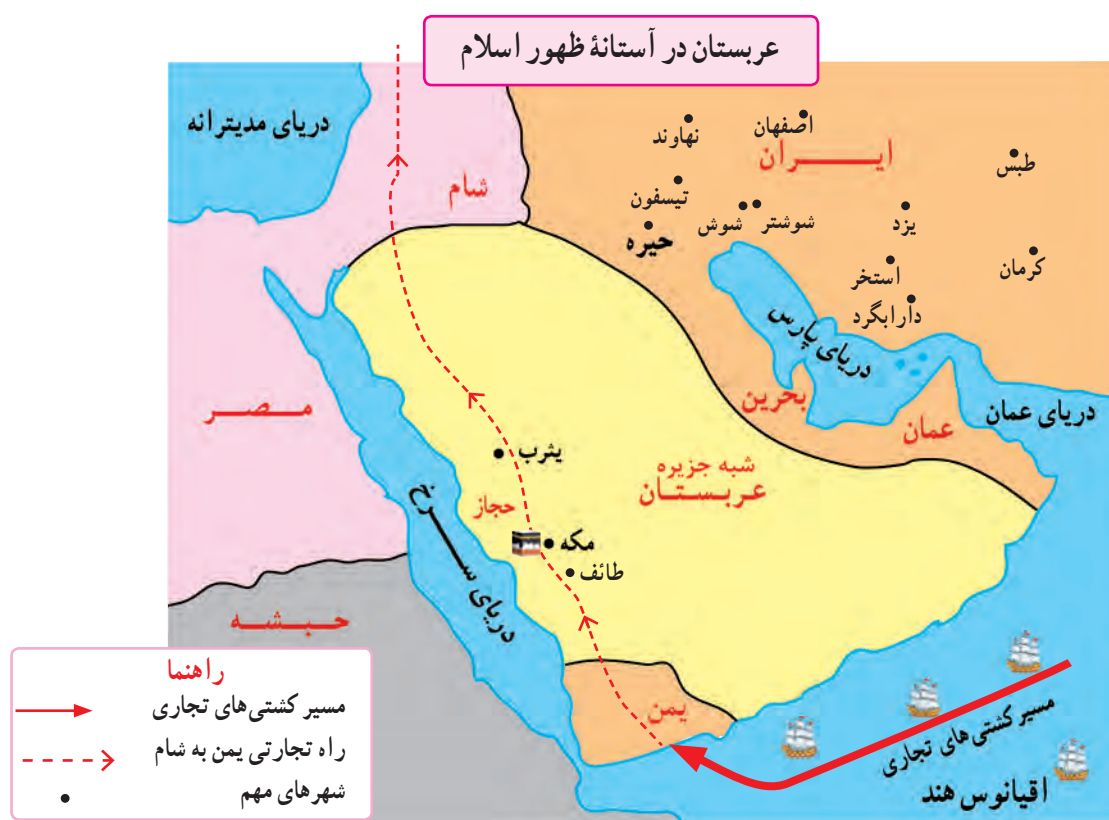 عربستان در آستانهٔ ظهور اسلام
دریای مدیترانه
شام
ایـــــــران
نهاوند
اصفهان
طبس
تیسفون
حیره
شوش
شوشتر
یزد
استخر
دارابگرد
کرمان
دریای پارس
دریای عمان
بحرین
عمان
مـــصـــر
یثرب
حجاز
مکه
طائف
شبه جزیره
عربـسـتـان
دریای ســـرخ
حـبـشـه
یمن
مسیر کشتی‌های تجاری
اقیانوس هند
راهنما
مسیر کشتی‌های تجاری
راه تجارتی یمن به شام
شهرهای مهم